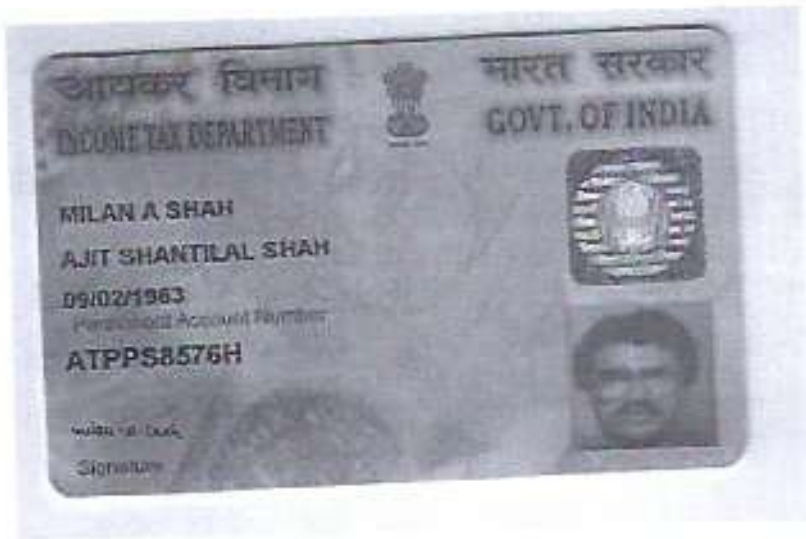 आयकर विभाग
INCOME TAX DEPARTMENT
भारत सरकार
GOVT. OF INDIA
MILAN A SHAH
AJIT SHANTILAL SHAH
09/02/1963
Permanent Account Number
ATPPS8576H
Signature